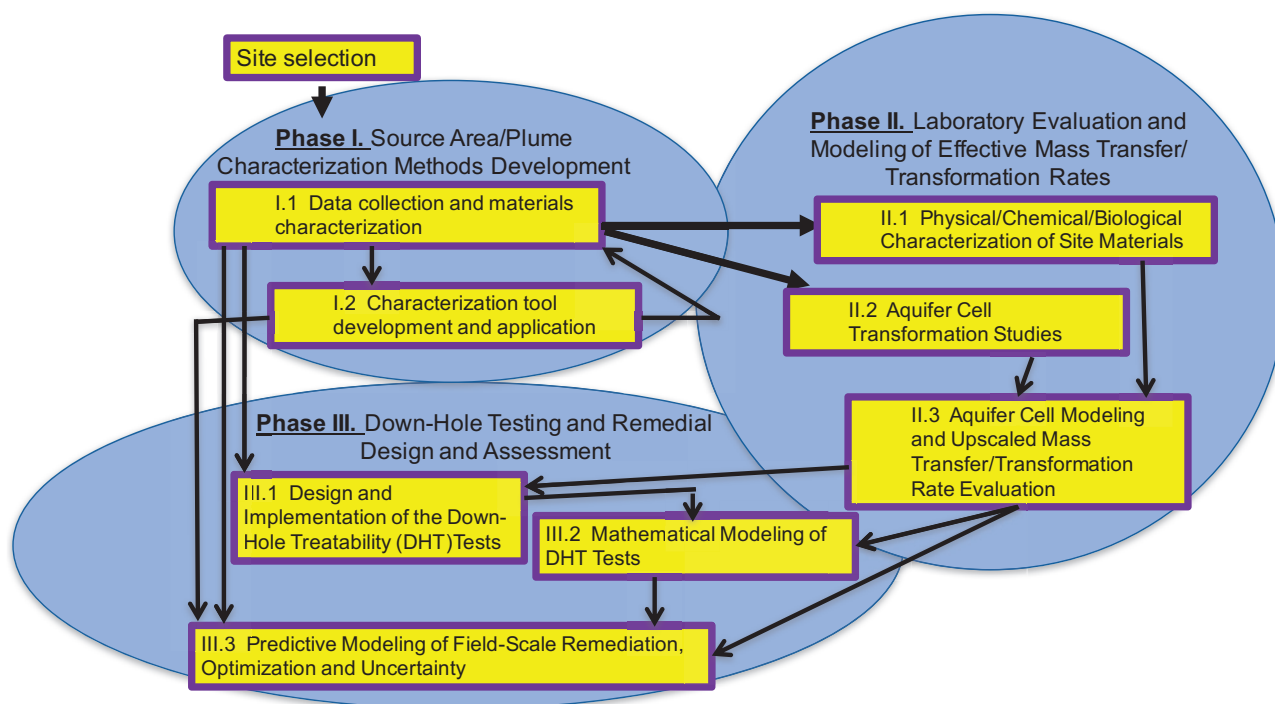 Site selection
Phase I. Source Area/Plume
Characterization Methods Development
I.1 Data collection and materials
characterization
I.2 Characterization tool
development and application
Phase II. Laboratory Evaluation and
Modeling of Effective Mass Transfer/
Transformation Rates
II.1 Physical/Chemical/Biological
Characterization of Site Materials
II.2 Aquifer Cell
Transformation Studies
II.3 Aquifer Cell Modeling
and Upscaled Mass
Transfer/Transformation
Rate Evaluation
Phase III. Down-Hole Testing and Remedial
Design and Assessment
III.1 Design and
Implementation of the Down-
Hole Treatability (DHT)Tests
III.2 Mathematical Modeling of
DHT Tests
III.3 Predictive Modeling of Field-Scale Remediation,
Optimization and Uncertainty